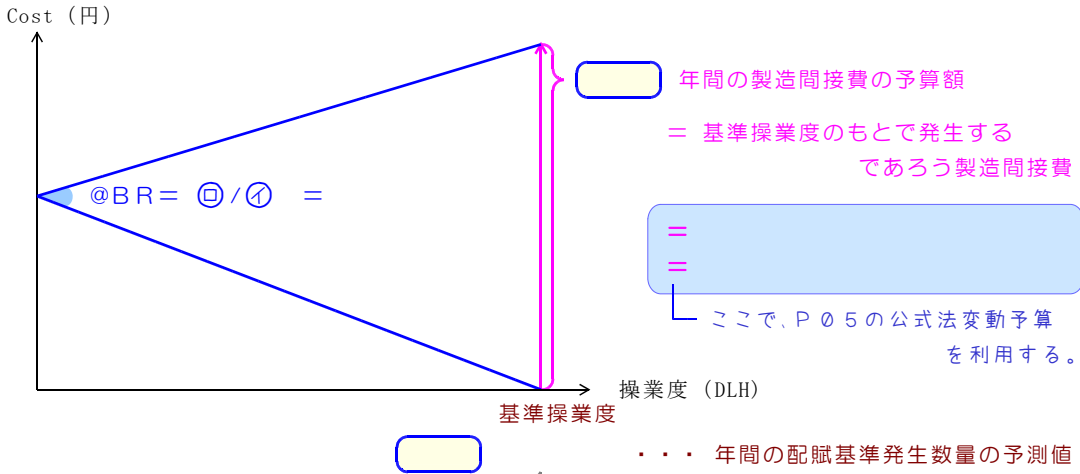 Cost (円)
年間の製造間接費の予算額
＝ 基準操業度のもとで発生する
であろう製造間接費
@BR＝ ㋺/㋑ ＝
＝
＝
ここで、P05の公式法変動予算
を利用する。
操業度 (DLH)
基準操業度
・・・ 年間の配賦基準発生数量の予測値